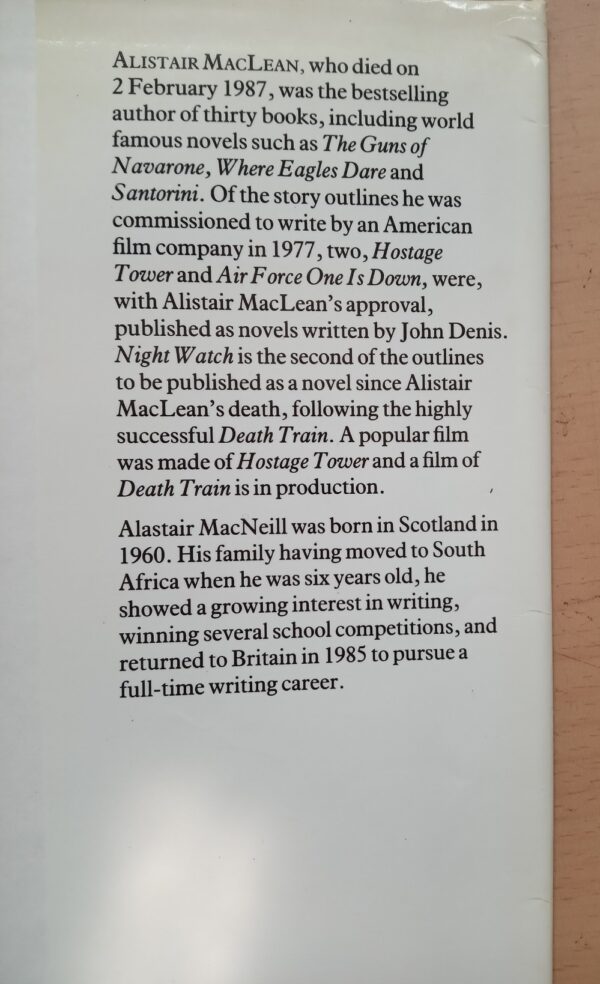 ALISTAIR MACLEAN, who died on
2 February 1987, was the bestselling
author of thirty books, including world
famous novels such as The Guns of
Navarone, Where Eagles Dare and
Santorini. Of the story outlines he was
commissioned to write by an American
film company in 1977, two, Hostage
Tower and Air Force One Is Down, were,
with Alistair MacLean's approval,
published as novels written by John Denis.
Night Watch is the second of the outlines
to be published as a novel since Alistair
MacLean's death, following the highly
successful Death Train. A popular film
was made of Hostage Tower and a film of
Death Train is in production.
Alastair MacNeill was born in Scotland in
1960. His family having moved to South
Africa when he was six years old, he
showed a growing interest in writing,
winning several school competitions, and
returned to Britain in 1985 to pursue a
full-time writing career.